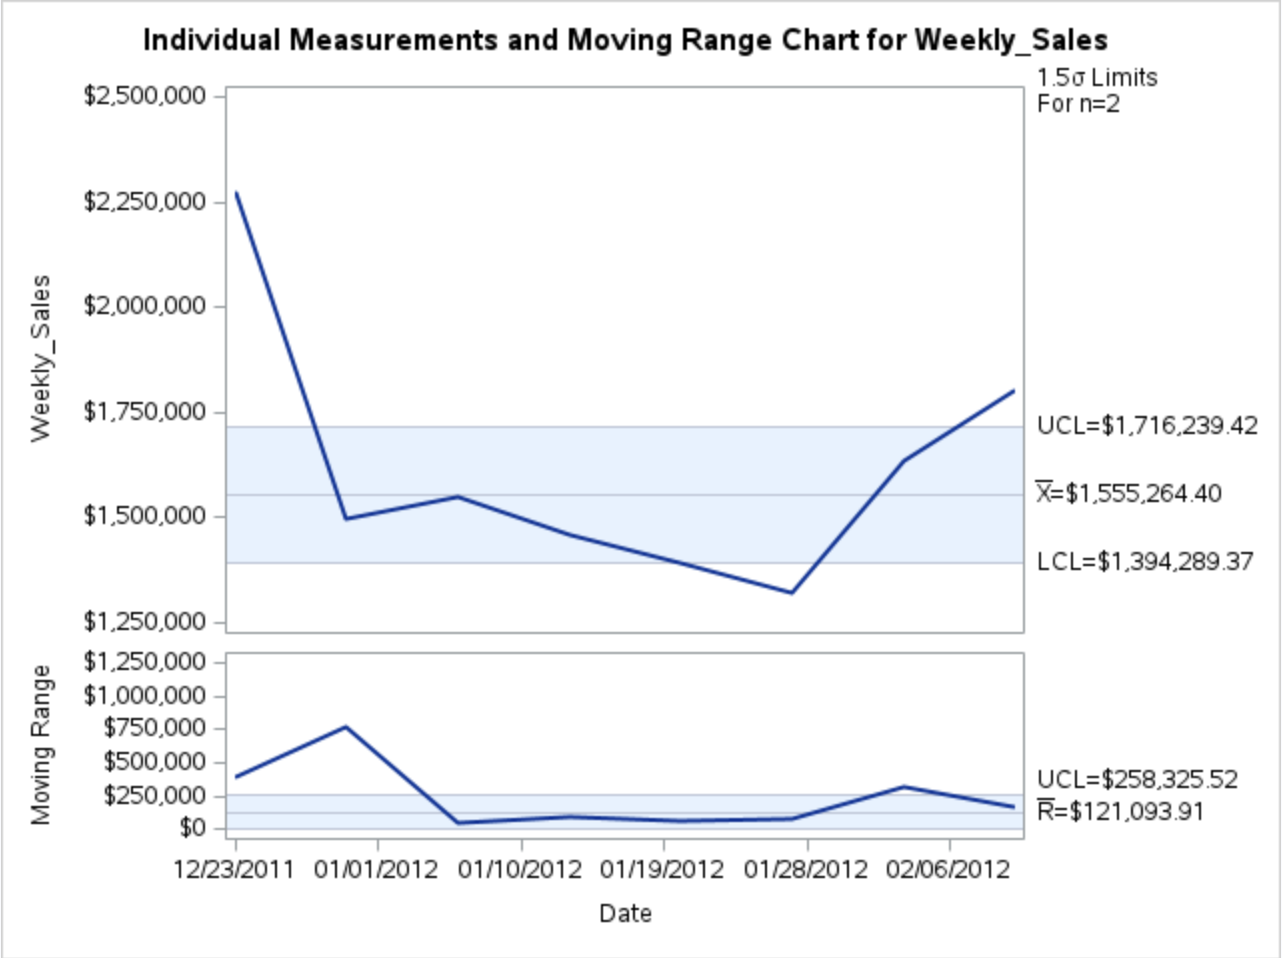 Individual Measurements and Moving Range Chart for Weekly_Sales
1.5σ Limits
For n=2
$2,500,000
$2,250,000
$2,000,000
$1,750,000
$1,500,000
$1,250,000
Weekly_Sales
UCL=$1,716,239.42
X̅=$1,555,264.40
LCL=$1,394,289.37
$1,250,000
$1,000,000
$750,000
$500,000
$250,000
$0
Moving Range
UCL=$258,325.52
R̅=$121,093.91
12/23/2011 01/01/2012 01/10/2012 01/19/2012 01/28/2012 02/06/2012
Date